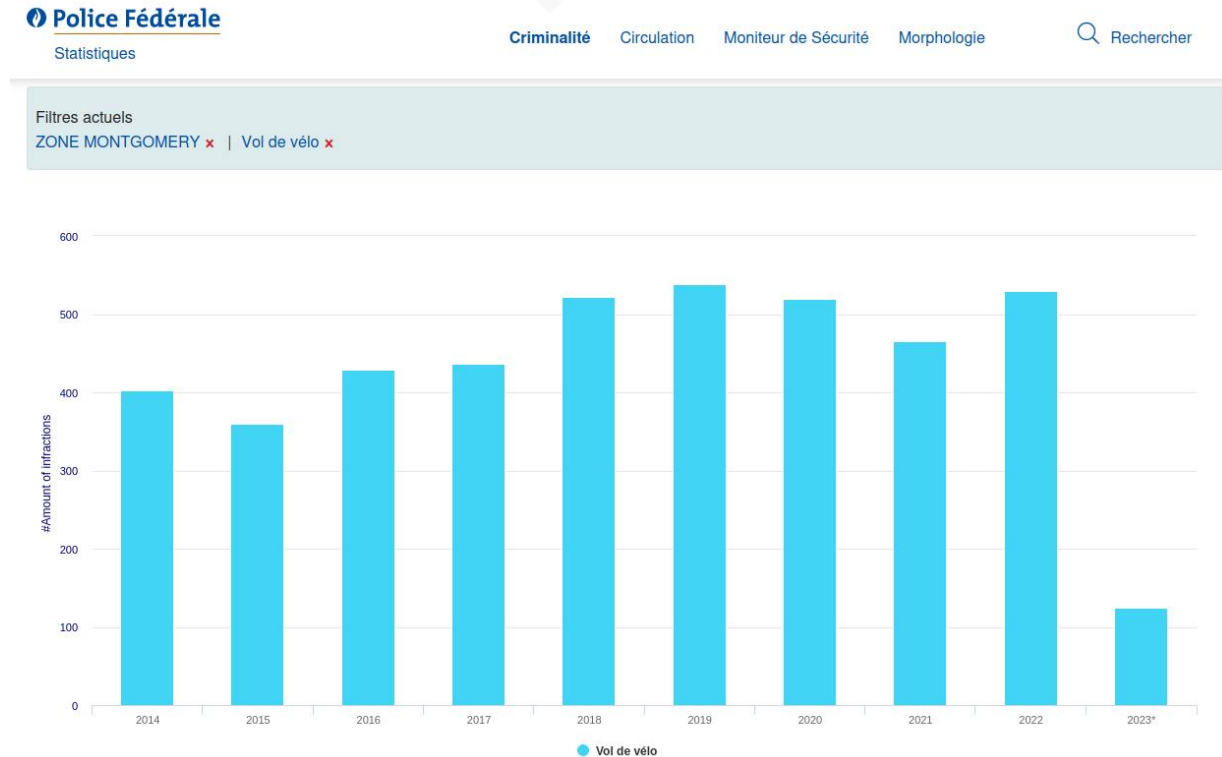 Police Fédérale
Statistiques
Criminalité Circulation Moniteur de Sécurité Morphologie Rechercher
Filtres actuels
ZONE MONTGOMERY x | Vol de vélo x
600
500
400
300
200
100
0
#Amount of infractions
2014 2015 2016 2017 2018 2019 2020 2021 2022 2023*
Vol de vélo